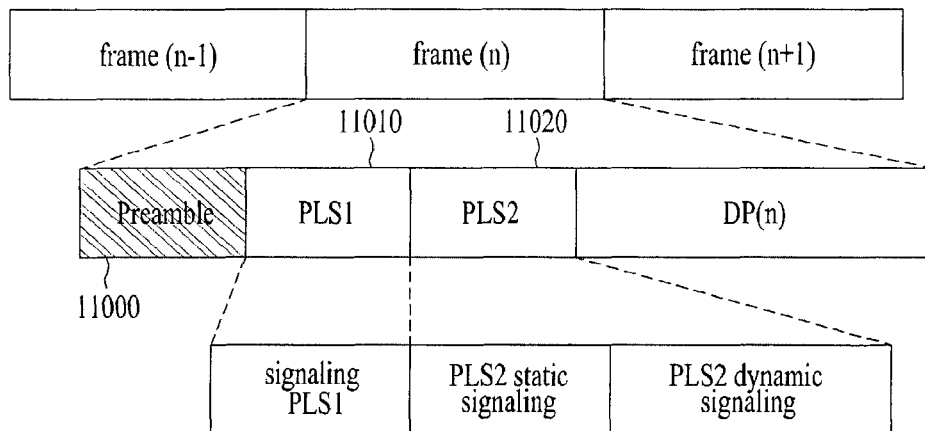 frame (n-1) frame (n) frame (n+1)
11010 11020
Preamble PLS1 PLS2 DP(n)
11000
signaling PLS2 static PLS2 dynamic
PLS1 signaling signaling